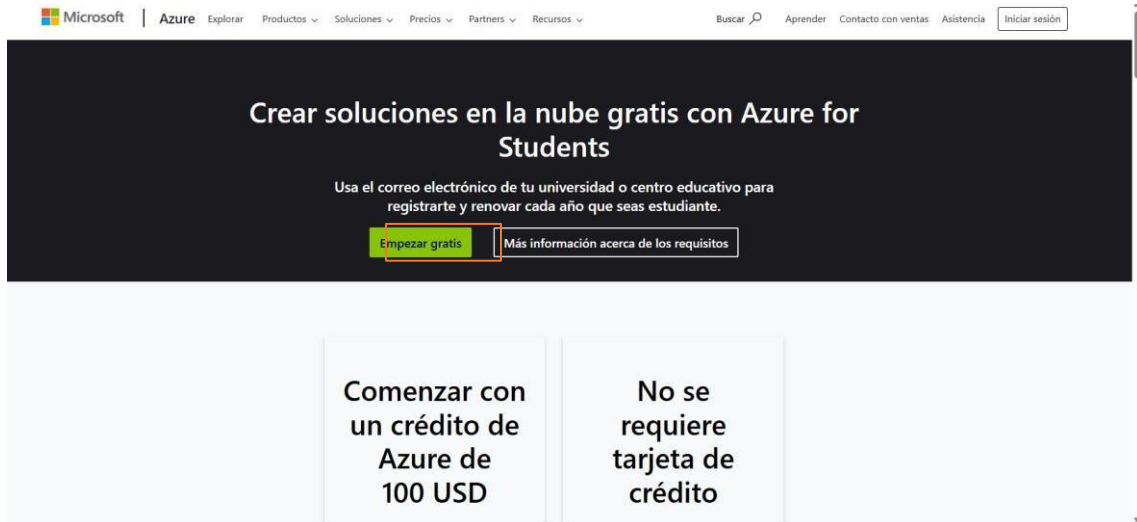 Microsoft Azure Explorar Productos Soluciones Precios Partners Recursos Buscar Aprender Contacto con ventas Asistencia Iniciar sesión
Crear soluciones en la nube gratis con Azure for
Students
Usa el correo electrónico de tu universidad o centro educativo para
registrarte y renovar cada año que seas estudiante.
Empezar gratis Más información acerca de los requisitos
Comenzar con
un crédito de
Azure de
100 USD
No se
requiere
tarjeta de
crédito